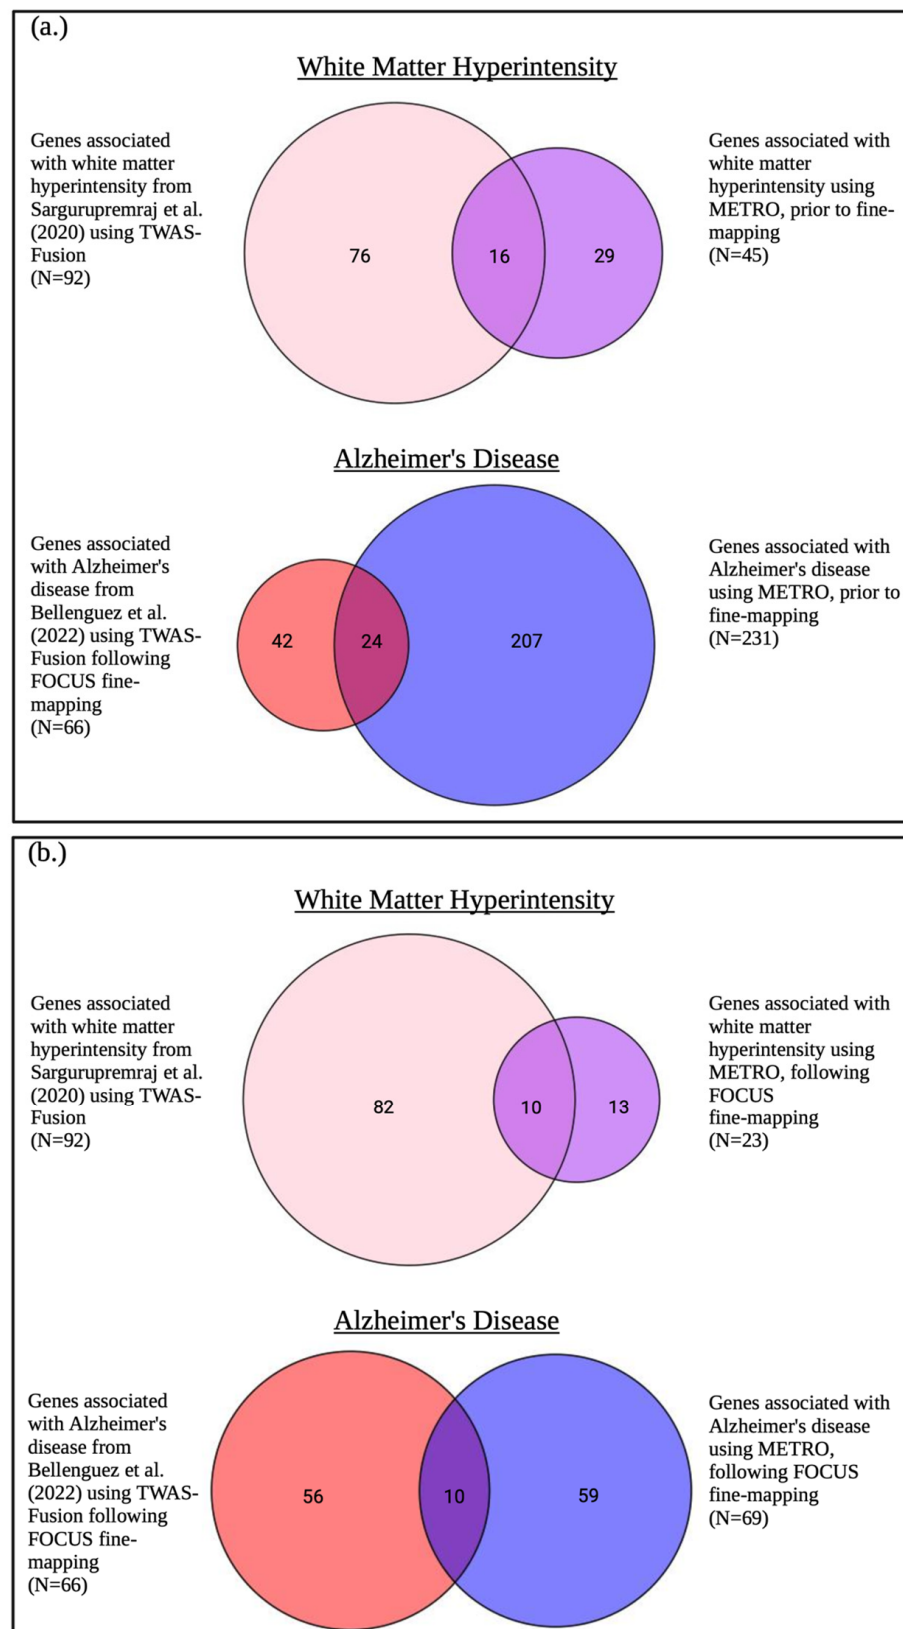 (a.)
White Matter Hyperintensity
Genes associated
with white matter
hyperintensity from
Sargurupremraj et al.
(2020) using TWAS-
Fusion
(N=92)
76
16
29
Genes associated with
white matter
hyperintensity using
METRO, prior to fine-
mapping
(N=45)
Alzheimer's Disease
Genes associated
with Alzheimer's
disease from
Bellenguez et al.
(2022) using TWAS-
Fusion following
FOCUS fine-
mapping
(N=66)
42
24
207
Genes associated with
Alzheimer's disease
using METRO, prior to
fine-mapping
(N=231)
(b.)
White Matter Hyperintensity
Genes associated
with white matter
hyperintensity from
Sargurupremraj et al.
(2020) using TWAS-
Fusion
(N=92)
82
10
13
Genes associated with
white matter
hyperintensity using
METRO, following
FOCUS
fine-mapping
(N=23)
Alzheimer's Disease
Genes associated
with Alzheimer's
disease from
Bellenguez et al.
(2022) using TWAS-
Fusion following
FOCUS fine-
mapping
(N=66)
56
10
59
Genes associated with
Alzheimer's disease
using METRO,
following FOCUS
fine-mapping
(N=69)